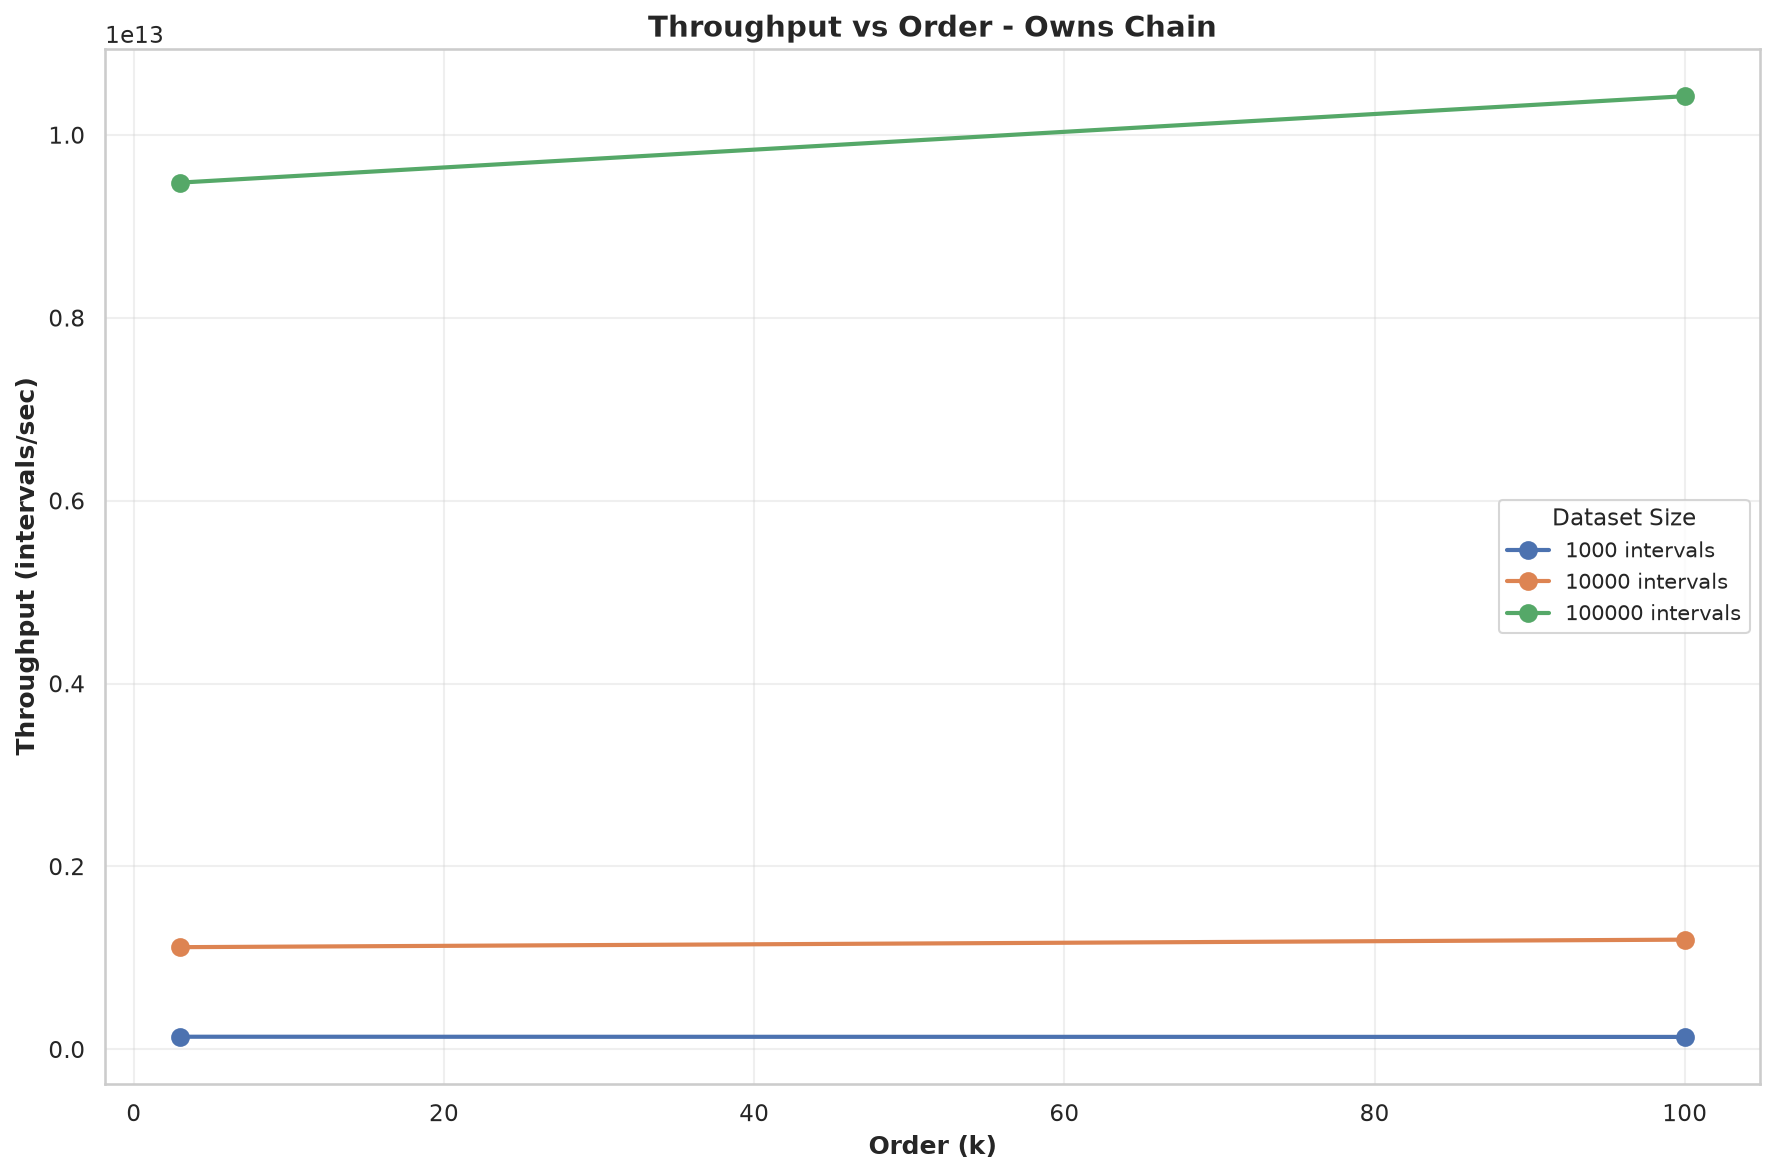 Throughput vs Order - Owns Chain
1e13
1.0
0.8
0.6
0.4
0.2
0.0
Throughput (intervals/sec)
Dataset Size
1000 intervals
10000 intervals
100000 intervals
0 20 40 60 80 100
Order (k)